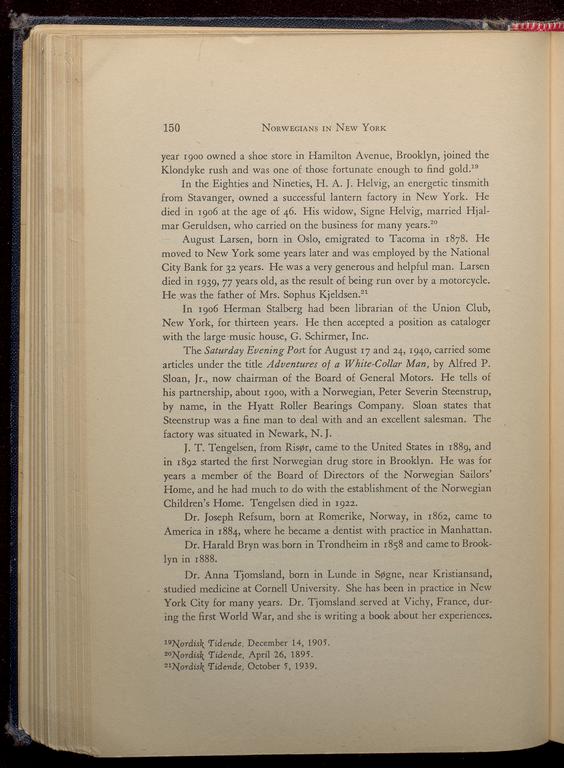 150 Norwegians in New York
year 1900 owned a shoe store in Hamilton Avenue, Brooklyn, joined the
Klondyke rush and was one of those fortunate enough to find gold.¹⁹
In the Eighties and Nineties, H. A. J. Helvig, an energetic tinsmith
from Stavanger, owned a successful lantern factory in New York. He
died in 1906 at the age of 46. His widow, Signe Helvig, married Hjal-
mar Geruldsen, who carried on the business for many years.²⁰
August Larsen, born in Oslo, emigrated to Tacoma in 1878. He
moved to New York some years later and was employed by the National
City Bank for 32 years. He was a very generous and helpful man. Larsen
died in 1939, 77 years old, as the result of being run over by a motorcycle.
He was the father of Mrs. Sophus Kjeldsen.²¹
In 1906 Herman Stalberg had been librarian of the Union Club,
New York, for thirteen years. He then accepted a position as cataloger
with the large music house, G. Schirmer, Inc.
The Saturday Evening Post for August 17 and 24, 1940, carried some
articles under the title Adventures of a White-Collar Man, by Alfred P.
Sloan, Jr., now chairman of the Board of General Motors. He tells of
his partnership, about 1900, with a Norwegian, Peter Severin Steenstrup,
by name, in the Hyatt Roller Bearings Company. Sloan states that
Steenstrup was a fine man to deal with and an excellent salesman. The
factory was situated in Newark, N. J.
J. T. Tengelsen, from Risør, came to the United States in 1889, and
in 1892 started the first Norwegian drug store in Brooklyn. He was for
years a member of the Board of Directors of the Norwegian Sailors'
Home, and he had much to do with the establishment of the Norwegian
Children's Home. Tengelsen died in 1922.
Dr. Joseph Refsum, born at Romerike, Norway, in 1862, came to
America in 1884, where he became a dentist with practice in Manhattan.
Dr. Harald Bryn was born in Trondheim in 1858 and came to Brook-
lyn in 1888.
Dr. Anna Tjomsland, born in Lunde in Søgne, near Kristiansand,
studied medicine at Cornell University. She has been in practice in New
York City for many years. Dr. Tjomsland served at Vichy, France, dur-
ing the first World War, and she is writing a book about her experiences.
¹⁹Nordisk Tidende, December 14, 1905.
²⁰Nordisk Tidende, April 26, 1895.
²¹Nordisk Tidende, October 5, 1939.